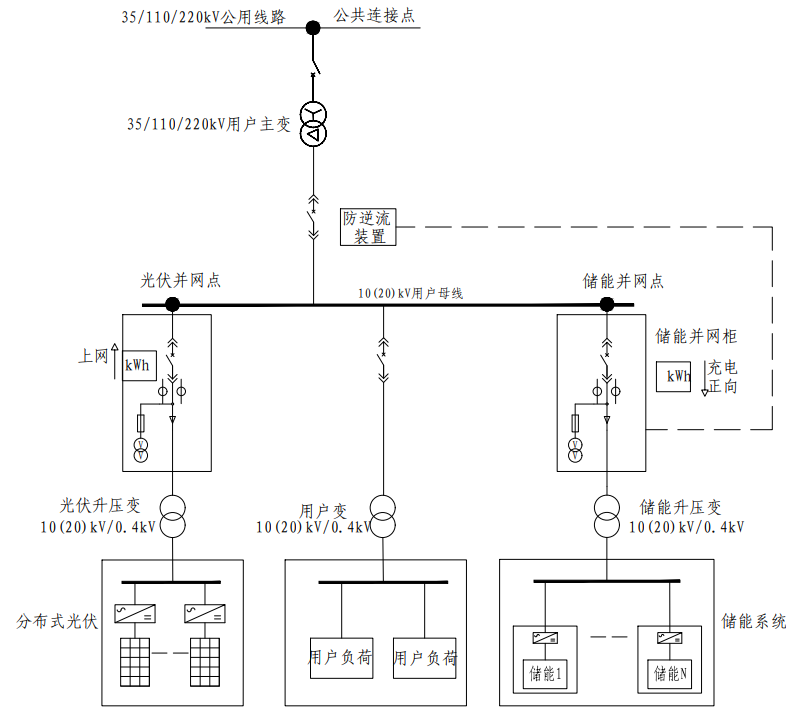 35/110/220kV公用线路
公共连接点
35/110/220kV用户主变
防逆流
装置
光伏并网点
储能并网点
10(20)kV用户母线
上网
kWh
储能并网柜
kWh
充电
正向
V
V
V
V
光伏升压变
10(20)kV/0.4kV
用户变
10(20)kV/0.4kV
储能升压变
10(20)kV/0.4kV
分布式光伏
用户负荷
用户负荷
储能系统
储能1
储能N